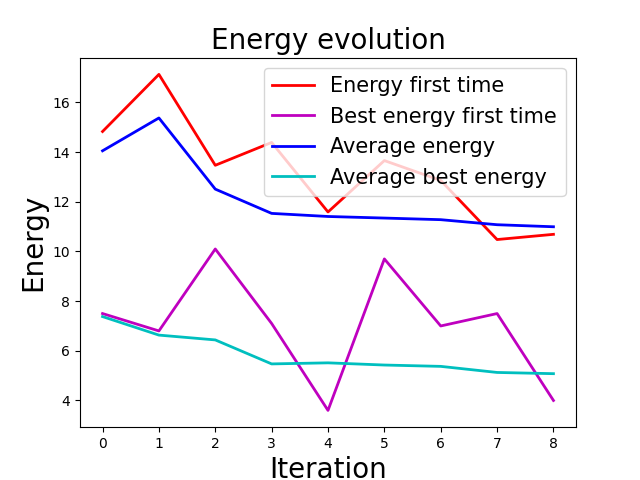 Energy evolution
Energy first time
Best energy first time
Average energy
Average best energy
Energy
16
14
12
10
8
6
4
0 1 2 3 4 5 6 7 8
Iteration